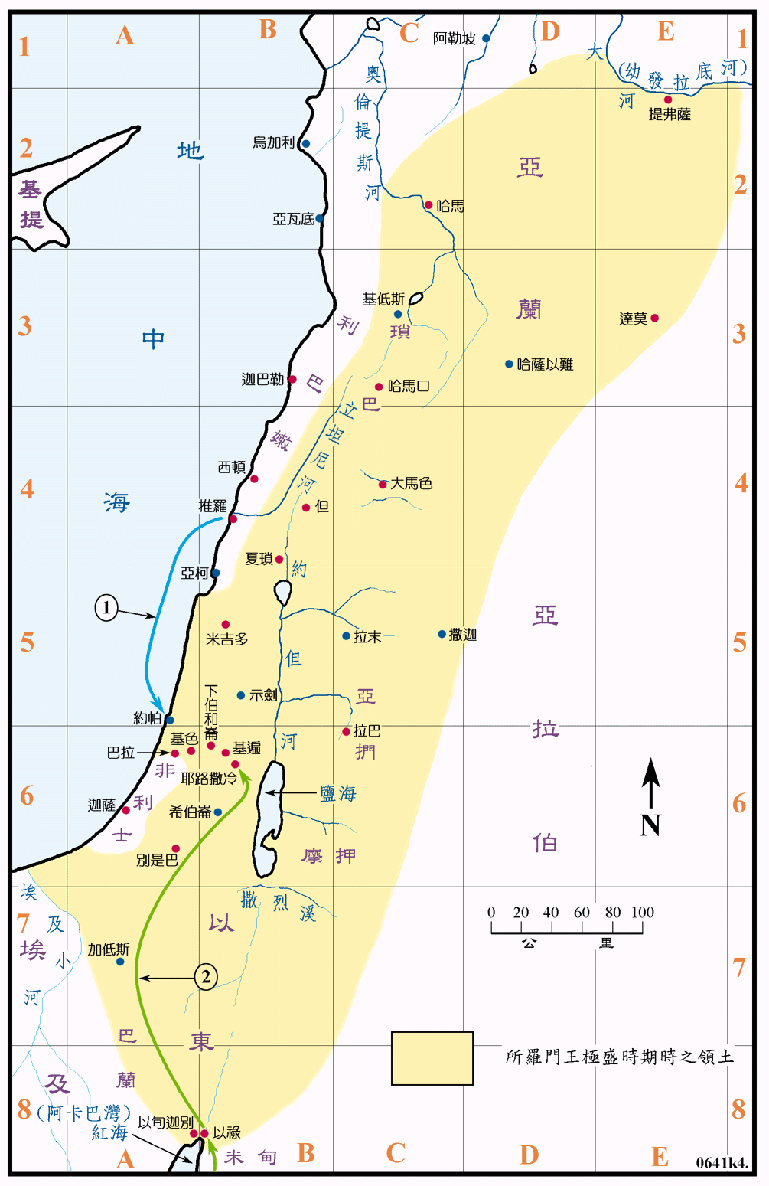 A B C D E
1 1
阿勒坡
大河
(幼發拉底河)
提弗薩
奧倫提斯河
2 2
地中海
烏加利
亞瓦底
基提
哈馬
亞蘭
3 3
基低斯
達莫
哈薩以難
利巴嫩
瑣巴
迦巴勒
哈馬口
立坦尼河
4 4
西頓
推羅
大馬色
但
夏瑣
亞柯
約但河
5 5
1
米吉多
拉末一
撒迦
示劍
亞捫
亞拉伯
約帕
下伯和崙
基色
基遍
巴拉
拉巴
耶路撒冷
非利士
6 6
迦薩
希伯崙
鹽海
N
別是巴
摩押
撒烈溪
7 7
埃及小河
埃及
以東
加低斯
2
0 20 40 60 80 100
公里
巴蘭
所羅門王極盛時期時之領土
8 8
(阿卡巴灣)
紅海
以旬迦別
以祿
米甸
A B C D E
0641k4.